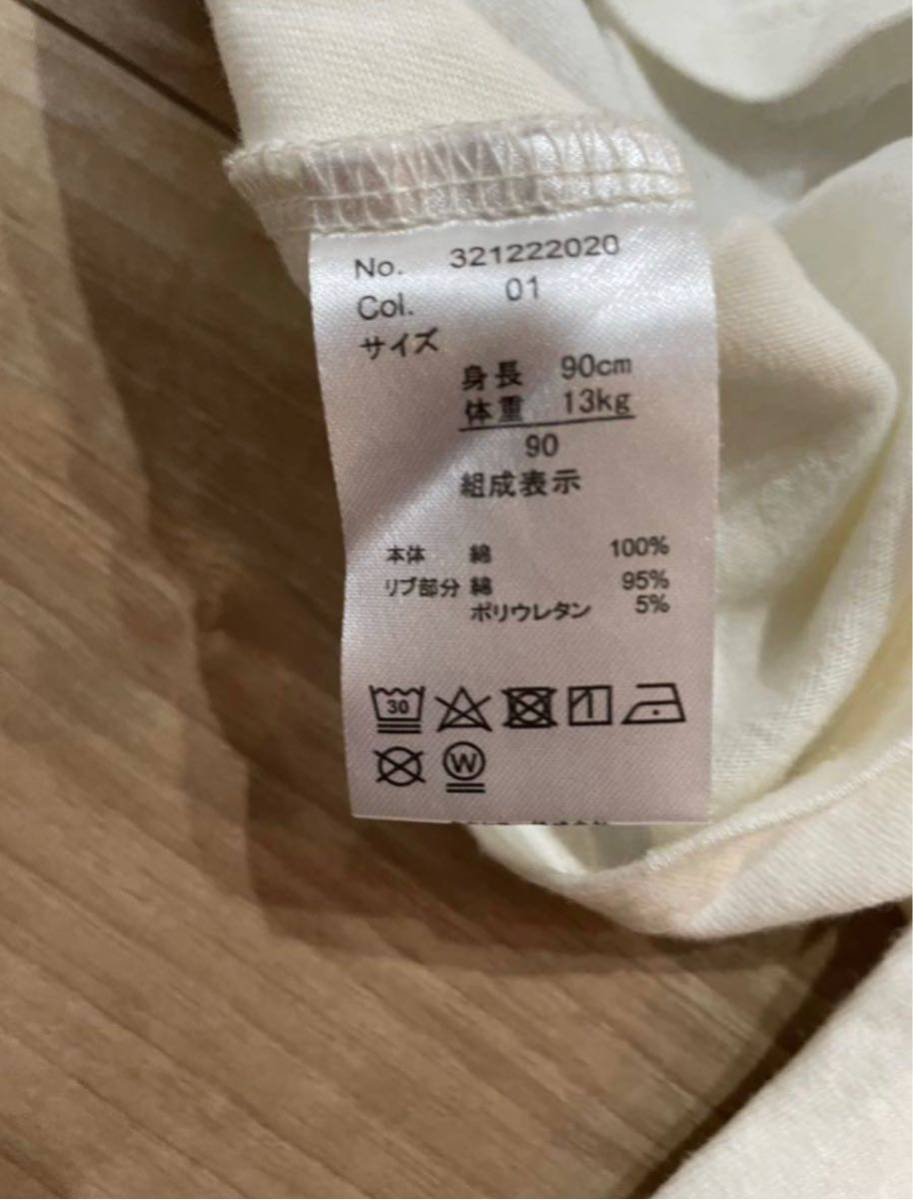 No. 321222020
Col. 01
サイズ
身長 90cm
体重 13kg
90
組成表示
本体 綿 100%
リブ部分 綿 95%
ポリウレタン 5%
30
W